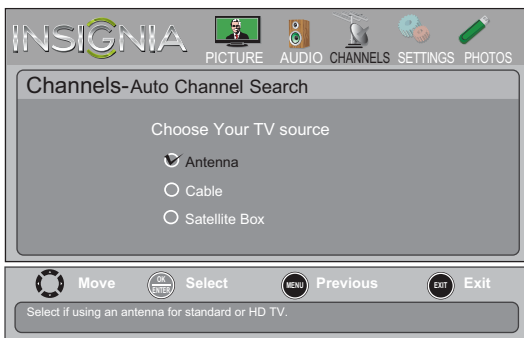 INSIGNIA
PICTURE AUDIO CHANNELS SETTINGS PHOTOS
Channels-Auto Channel Search
Choose Your TV source
Antenna
Cable
Satellite Box
Move OK ENTER Select MENU Previous EXIT Exit
Select if using an antenna for standard or HD TV.